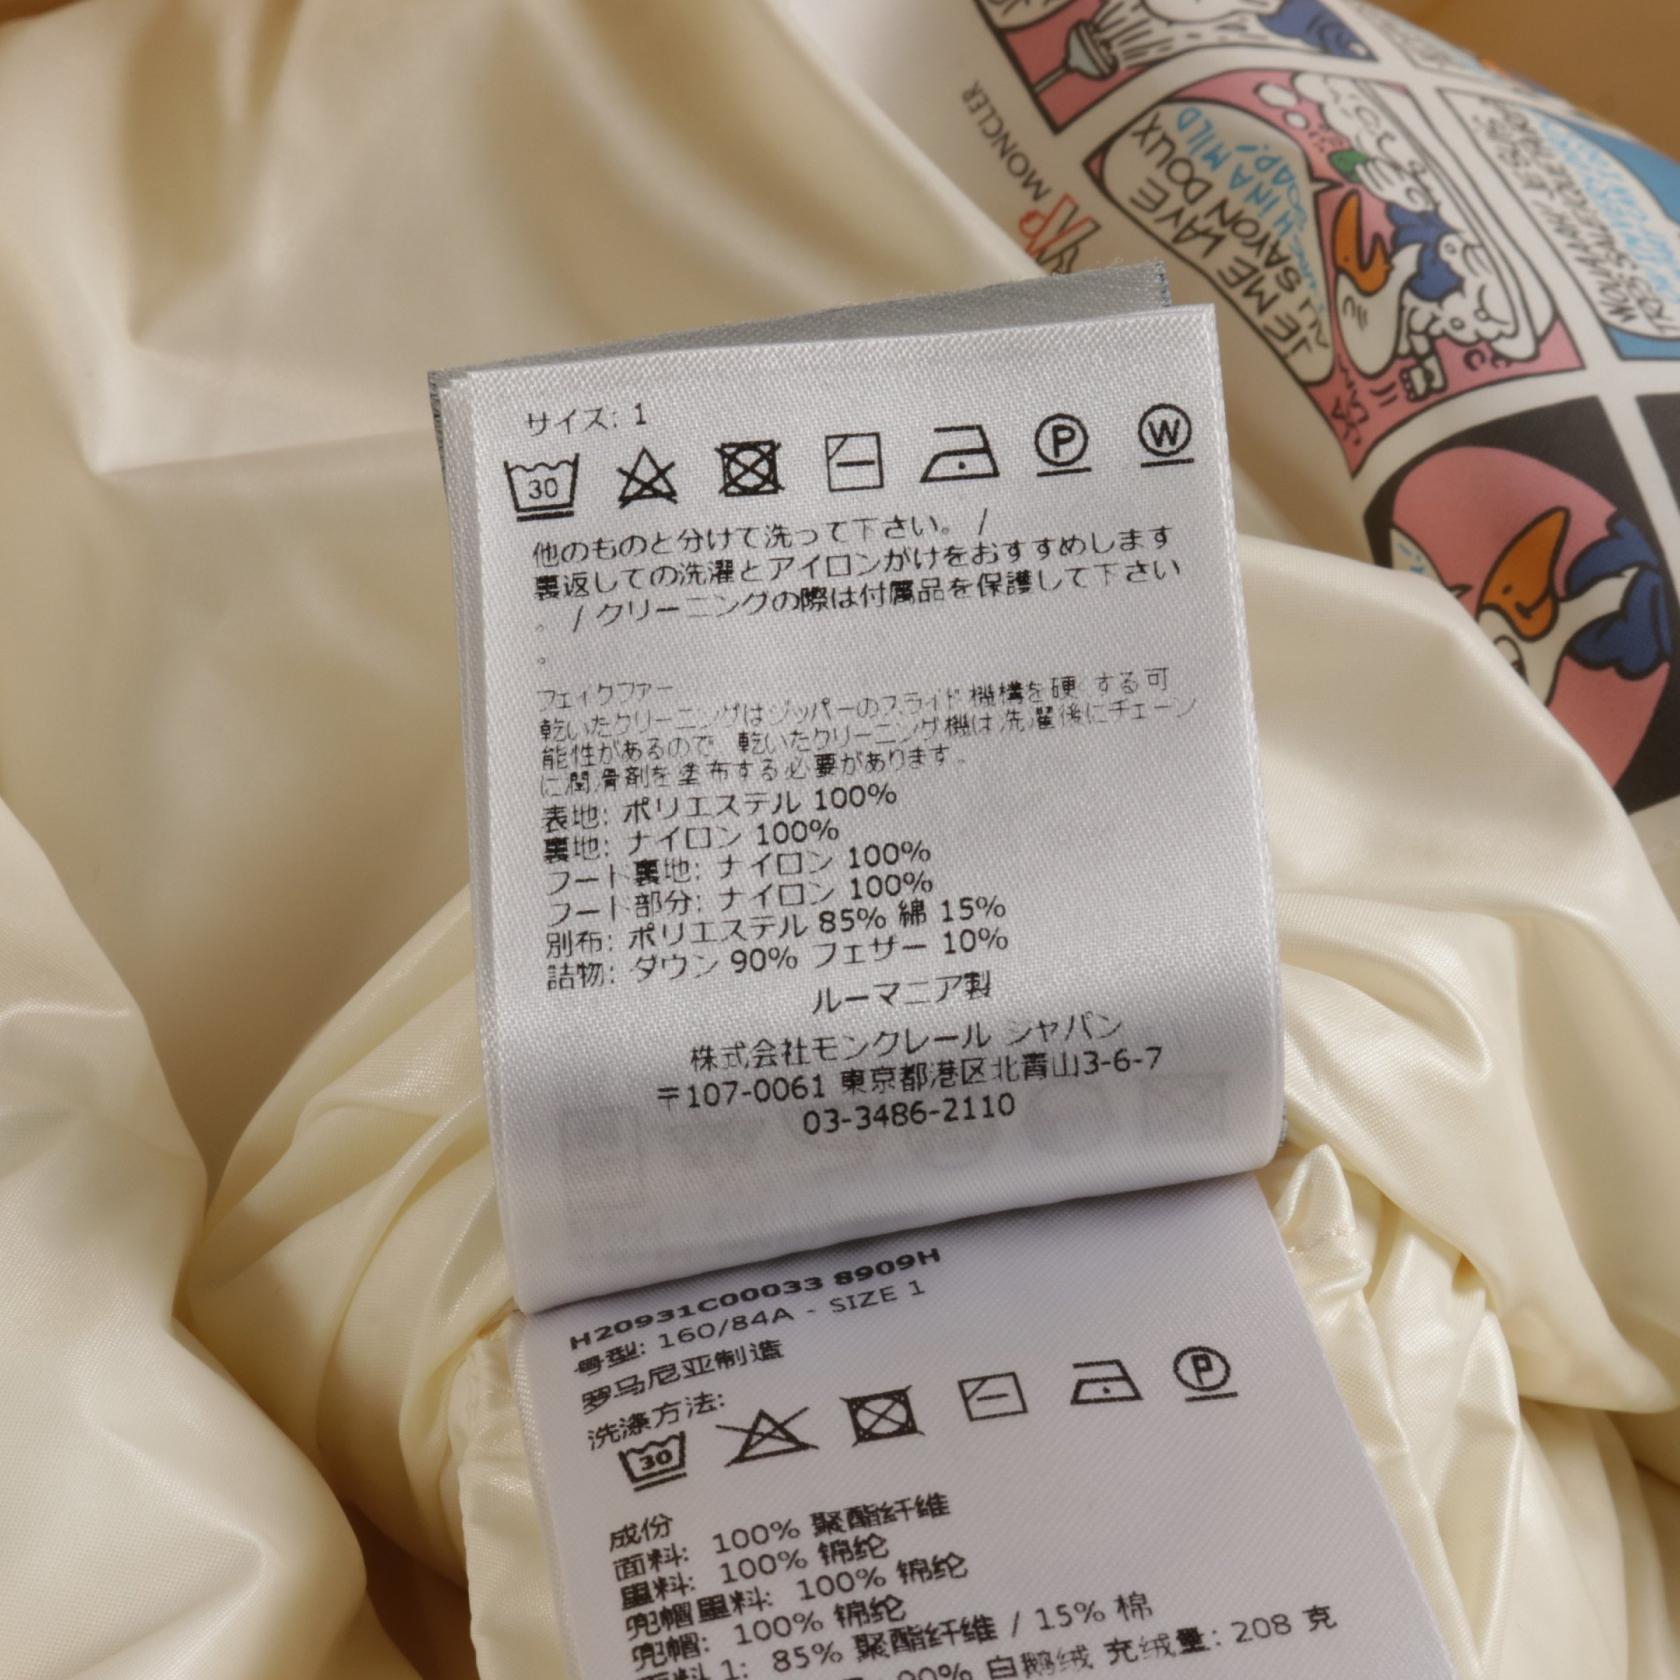 MONCLER
JE ME LAVE
AU SAVON DOUX
サイズ: 1
30
P
W
他のものと分けて洗って下さい。 /
裏返しての洗濯とアイロンがけをおすすめします
。 / クリーニングの際は付属品を保護して下さい
。
フェイクファー
乾いたクリーニングはジッパーのスライド機構を硬くする可
能性があるので、乾いたクリーニング機は洗濯後にチェーン
に潤滑剤を塗布する必要があります。
表地: ポリエステル 100%
裏地: ナイロン 100%
フート裏地: ナイロン 100%
フート部分: ナイロン 100%
別布: ポリエステル 85% 綿 15%
詰物: ダウン 90% フェザー 10%
ルーマニア製
株式会社モンクレール ジャパン
〒107-0061 東京都港区北青山3-6-7
03-3486-2110
H20931C00033 8909H
号型: 160/84A - SIZE 1
罗马尼亚制造
洗涤方法:
30
P
成份
面料: 100% 聚酯纤维
里料: 100% 锦纶
兜帽里料: 100% 锦纶
兜帽: 100% 锦纶
面料 1: 85% 聚酯纤维 / 15% 棉
90% 白鹅绒 充绒量: 208 克